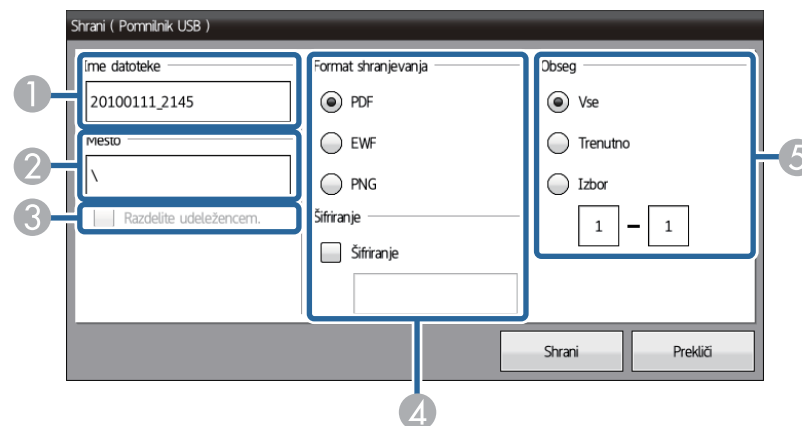 Shrani ( Pomnilnik USB )
Ime datoteke
20100111_2145
Mesto
\
Razdelite udeležencem.
Format shranjevanja
PDF
EWF
PNG
Šifriranje
Šifriranje
Obseg
Vse
Trenutno
Izbor
1 – 1
Shrani
Prekliči
1
2
3
4
5